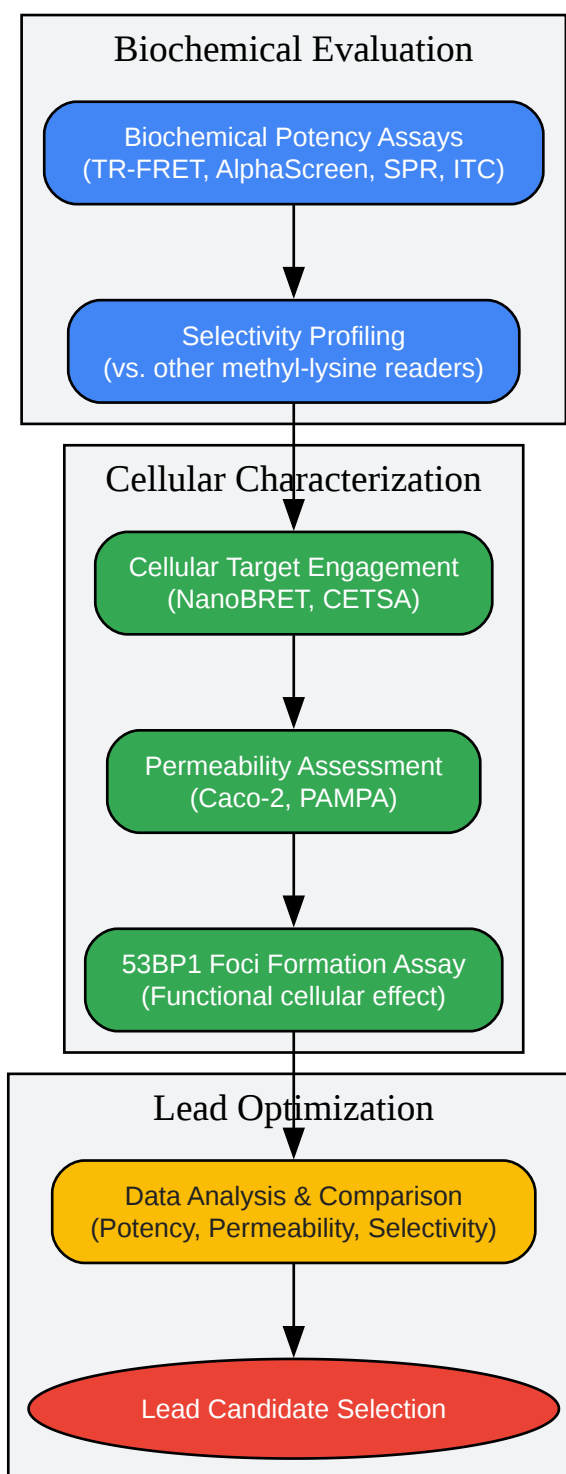 Biochemical Evaluation
Biochemical Potency Assays
(TR-FRET, AlphaScreen, SPR, ITC)
Selectivity Profiling
(vs. other methyl-lysine readers)
Cellular Characterization
Cellular Target Engagement
(NanoBRET, CETSA)
Permeability Assessment
(Caco-2, PAMPA)
53BP1 Foci Formation Assay
(Functional cellular effect)
Lead Optimization
Data Analysis & Comparison
(Potency, Permeability, Selectivity)
Lead Candidate Selection